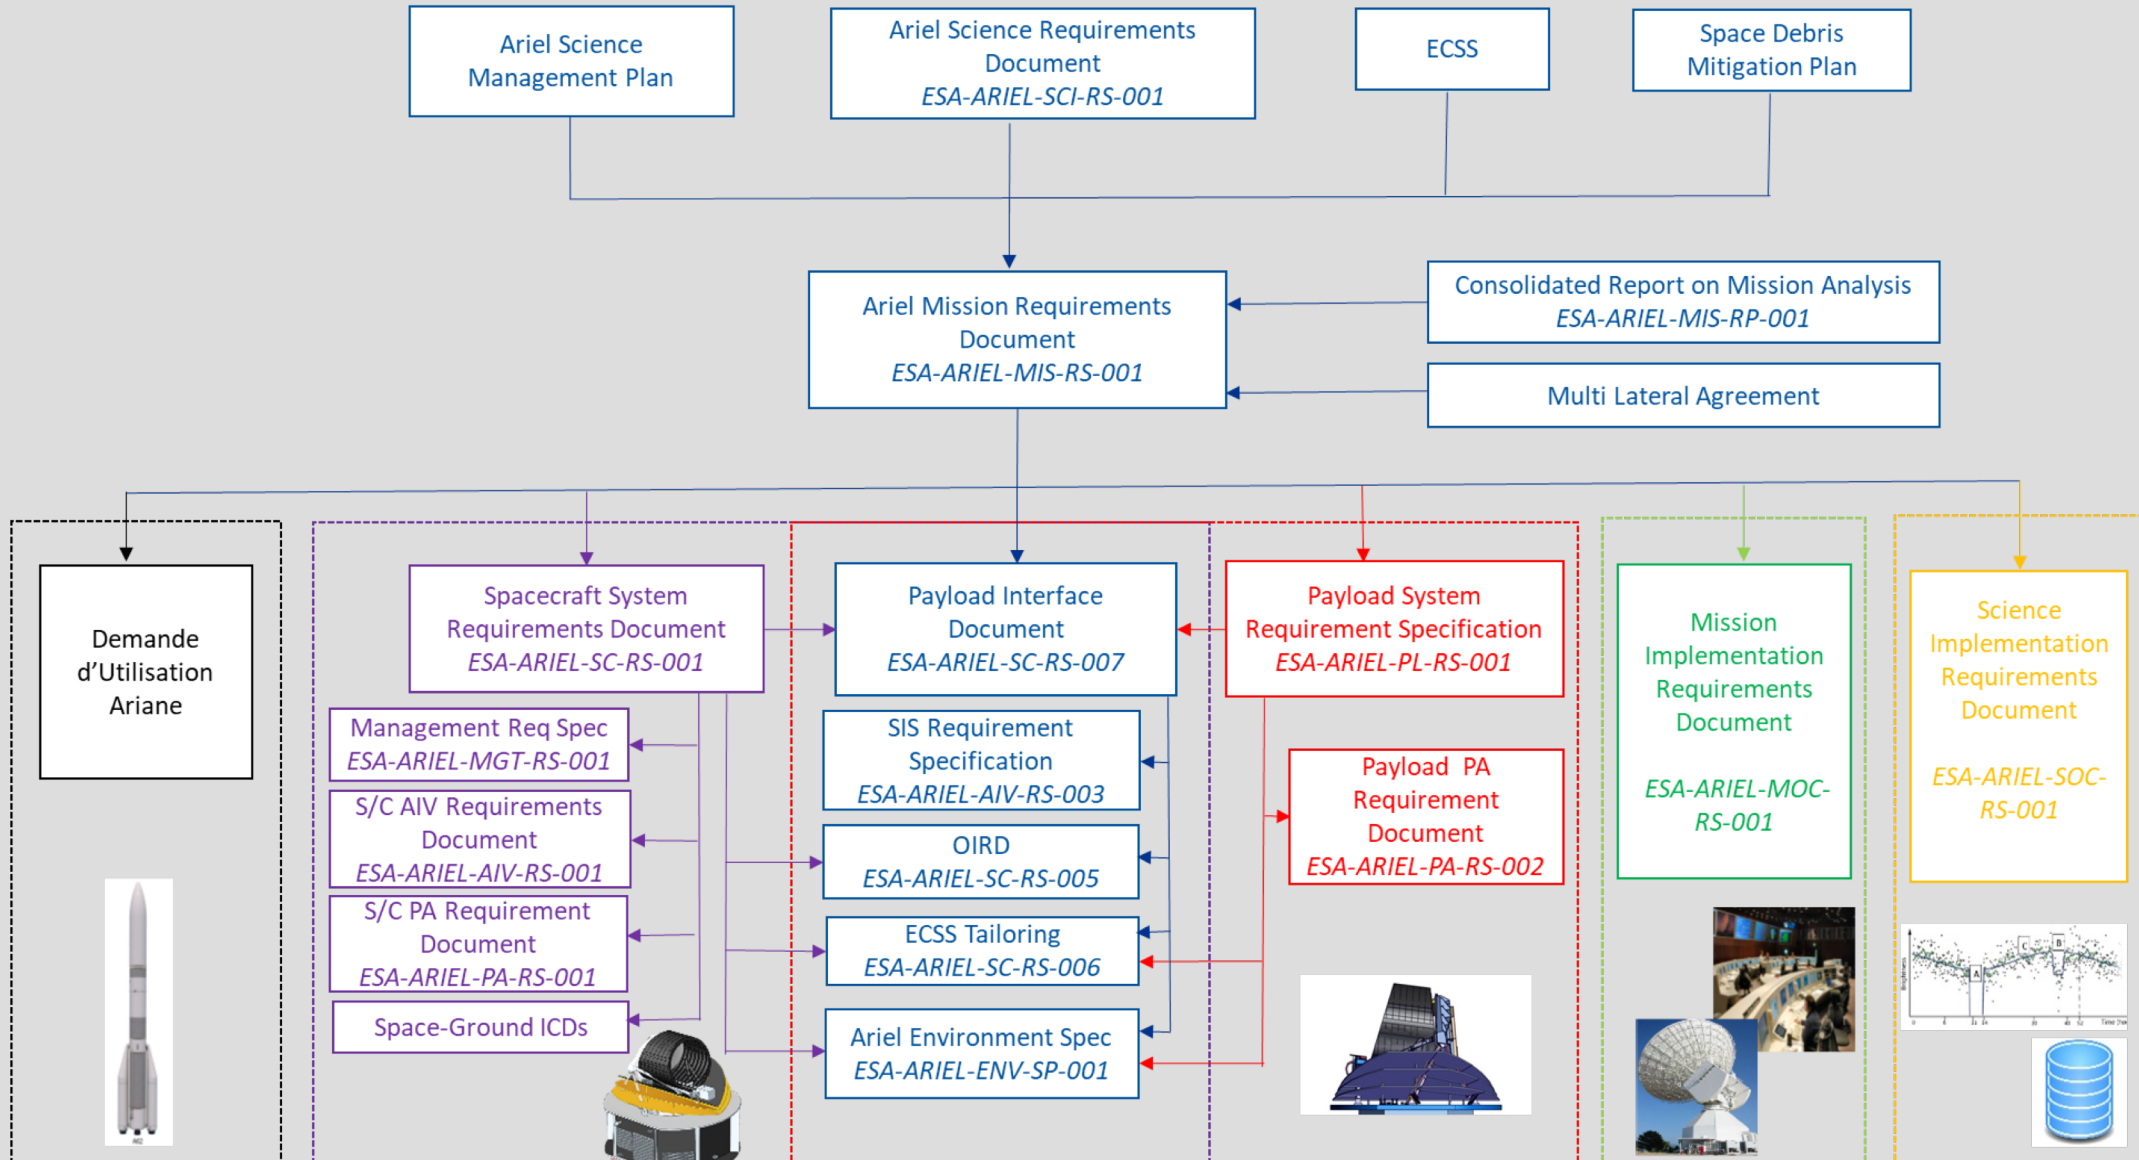 Ariel Science
Management Plan
Ariel Science Requirements
Document
ESA-ARIEL-SCI-RS-001
ECSS
Space Debris
Mitigation Plan
Ariel Mission Requirements
Document
ESA-ARIEL-MIS-RS-001
Consolidated Report on Mission Analysis
ESA-ARIEL-MIS-RP-001
Multi Lateral Agreement
Demande
d’Utilisation
Ariane
Spacecraft System
Requirements Document
ESA-ARIEL-SC-RS-001
Management Req Spec
ESA-ARIEL-MGT-RS-001
S/C AIV Requirements
Document
ESA-ARIEL-AIV-RS-001
S/C PA Requirement
Document
ESA-ARIEL-PA-RS-001
Space-Ground ICDs
Payload Interface
Document
ESA-ARIEL-SC-RS-007
SIS Requirement
Specification
ESA-ARIEL-AIV-RS-003
OIRD
ESA-ARIEL-SC-RS-005
ECSS Tailoring
ESA-ARIEL-SC-RS-006
Ariel Environment Spec
ESA-ARIEL-ENV-SP-001
Payload System
Requirement Specification
ESA-ARIEL-PL-RS-001
Payload PA
Requirement
Document
ESA-ARIEL-PA-RS-002
Mission
Implementation
Requirements
Document
ESA-ARIEL-MOC-
RS-001
Science
Implementation
Requirements
Document
ESA-ARIEL-SOC-
RS-001
A
B
C
Brightness